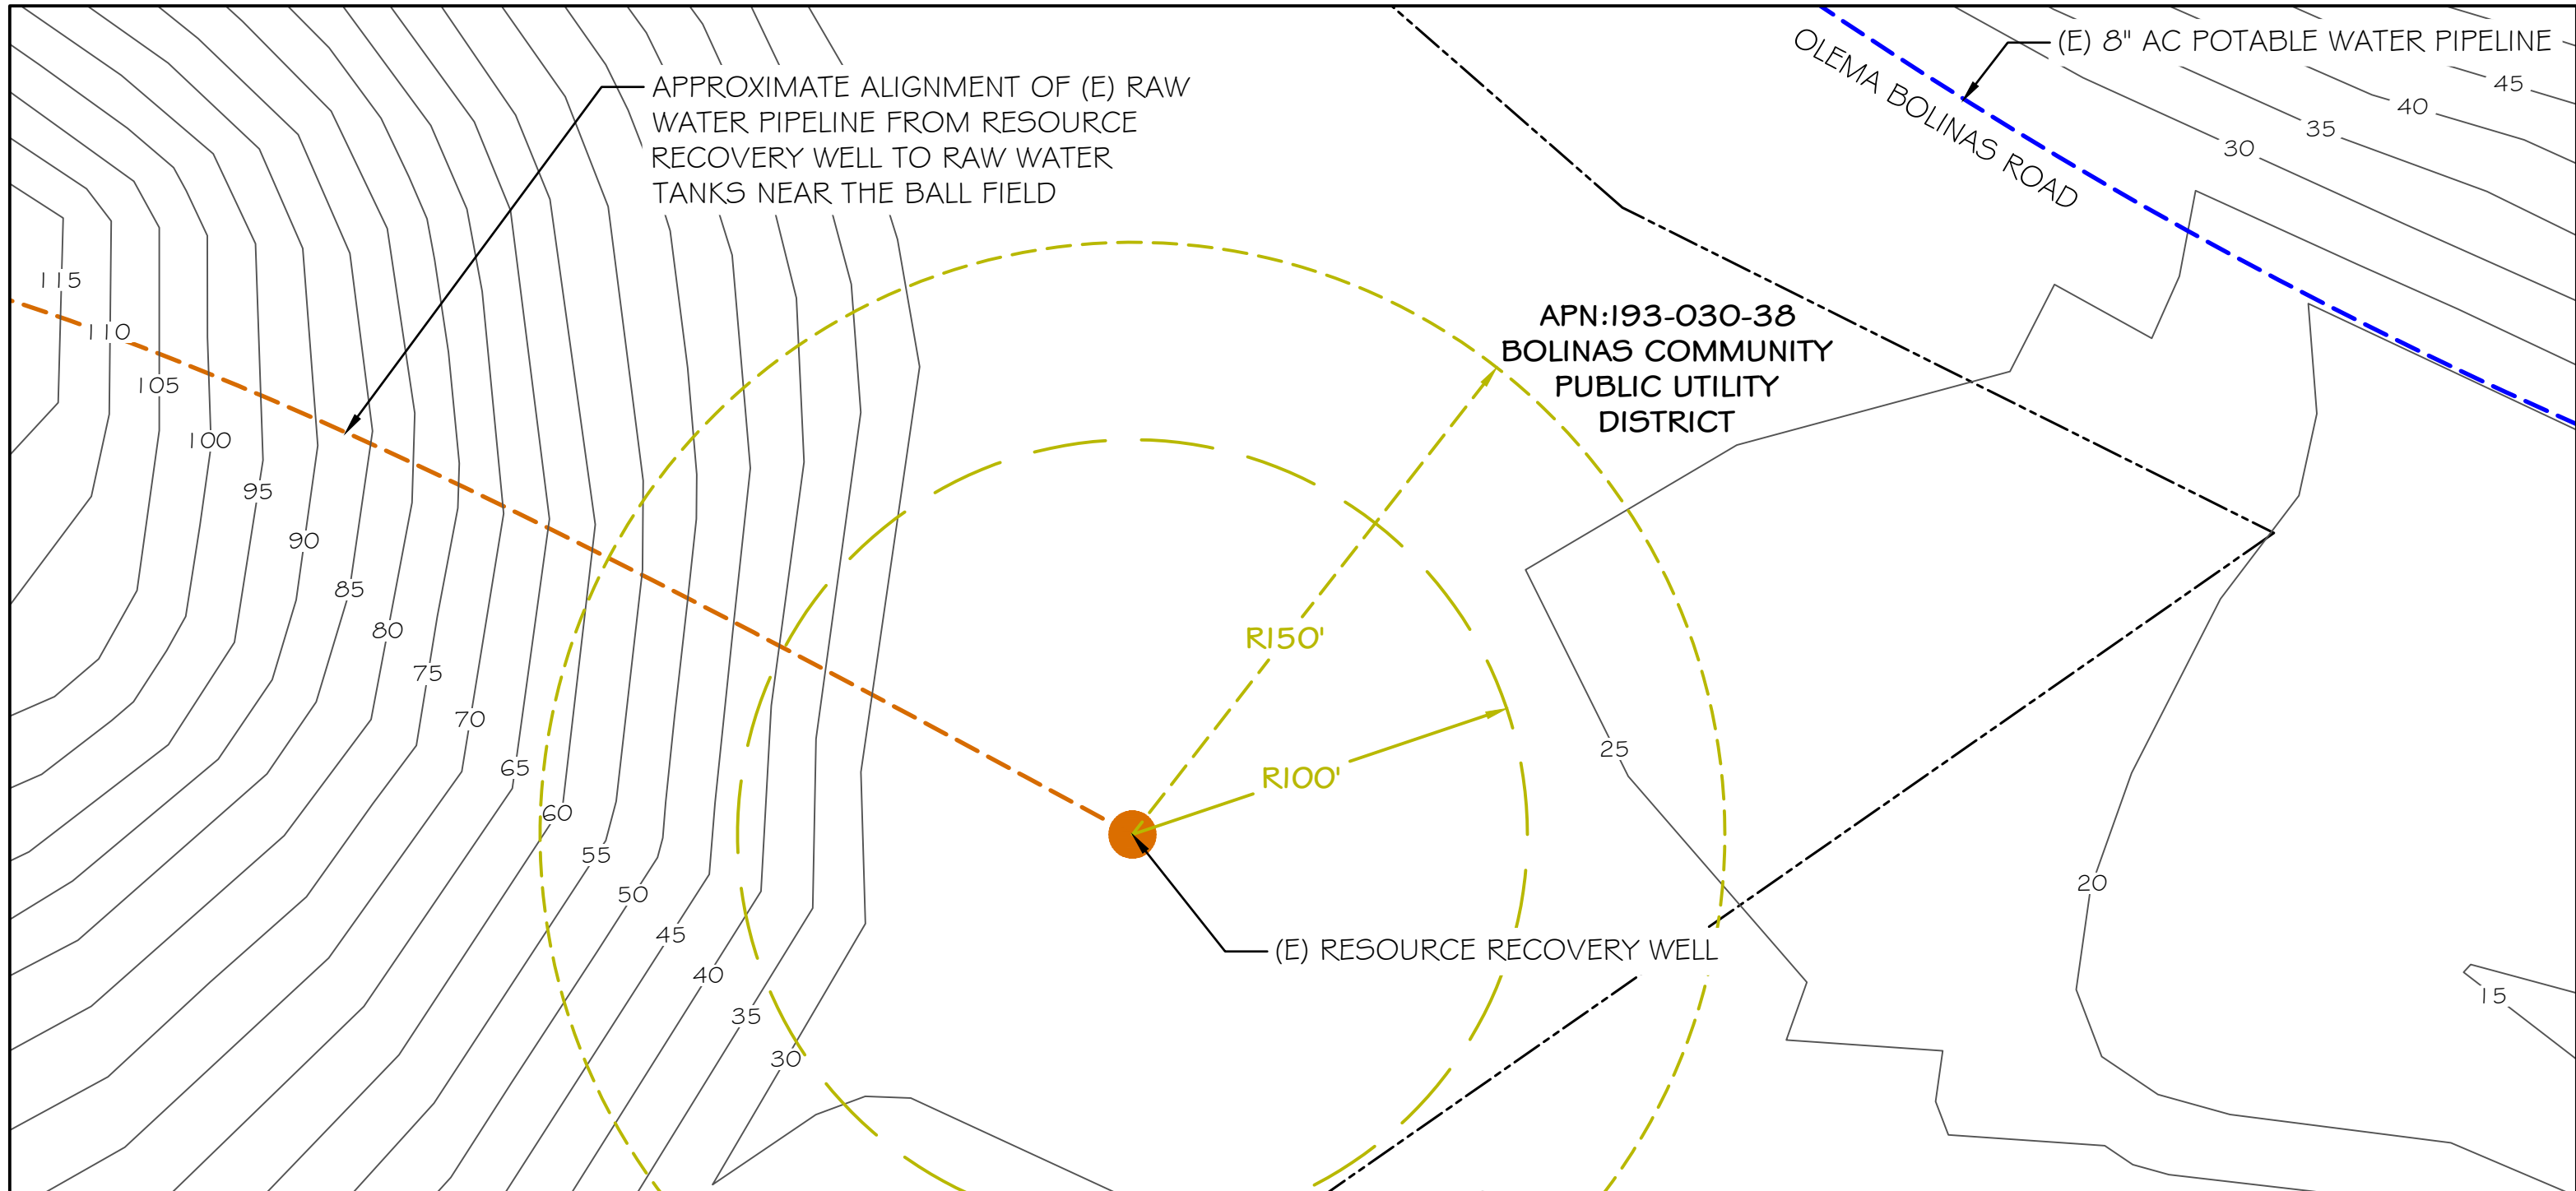 (E) 8" AC POTABLE WATER PIPELINE
OLEMA BOLINAS ROAD
45
40
35
30
APPROXIMATE ALIGNMENT OF (E) RAW
WATER PIPELINE FROM RESOURCE
RECOVERY WELL TO RAW WATER
TANKS NEAR THE BALL FIELD
115
110
105
100
95
90
85
80
75
70
65
60
55
50
45
40
35
30
APN:193-030-38
BOLINAS COMMUNITY
PUBLIC UTILITY
DISTRICT
R150'
R100'
(E) RESOURCE RECOVERY WELL
25
20
15